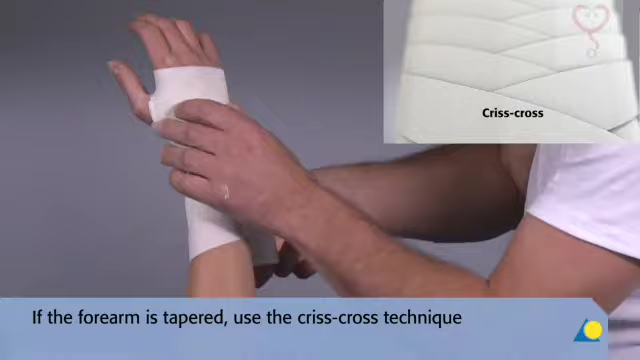 Criss-cross
If the forearm is tapered, use the criss-cross technique